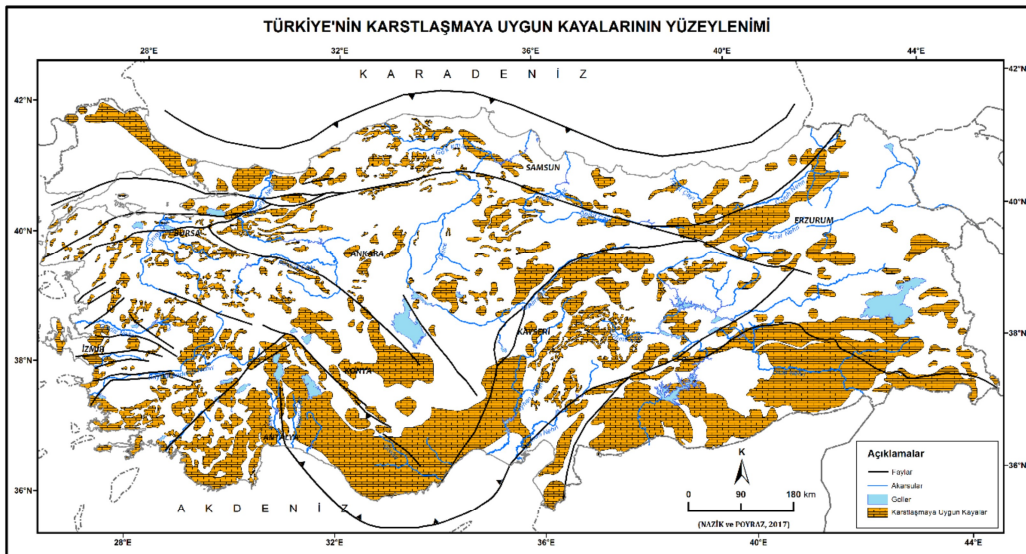 TÜRKİYE'NİN KARSTLAŞMAYA UYGUN KAYALARININ YÜZEYLENİMİ
28°E 32°E 36°E 40°E 44°E
K A R A D E N İ Z
42°N 42°N
SAMSUN
40°N 40°N
BURSA
ERZURUM
ANKARA
KAYSERİ
İZMİR
38°N 38°N
KONYA
ANTALYA
36°N 36°N
A K D E N İ Z
K
0 90 180 km
(NAZİK ve POYRAZ, 2017)
Açıklamalar
Faylar
Akarsular
Göller
Karstlaşmaya Uygun Kayalar
28°E 32°E 36°E 40°E 44°E